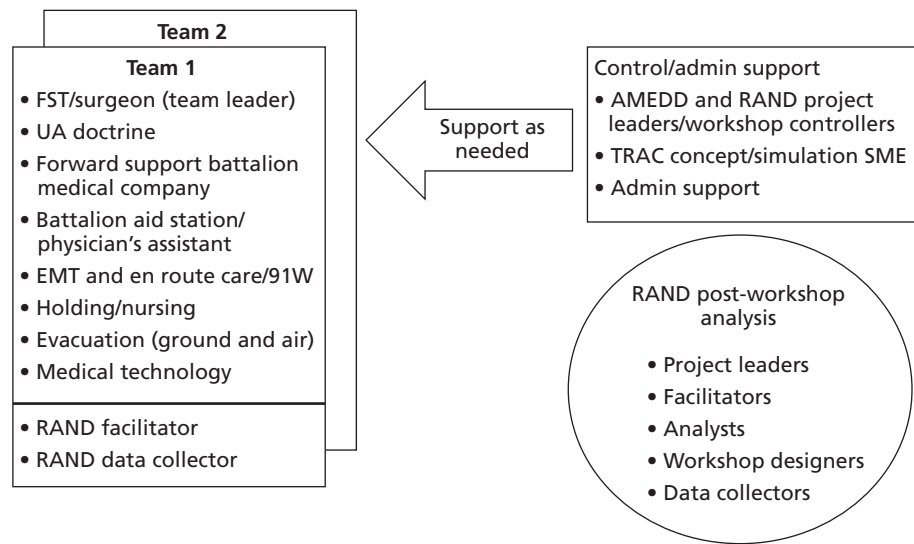 Team 2
Team 1
• FST/surgeon (team leader)
• UA doctrine
• Forward support battalion
medical company
• Battalion aid station/
physician’s assistant
• EMT and en route care/91W
• Holding/nursing
• Evacuation (ground and air)
• Medical technology
• RAND facilitator
• RAND data collector
Support as
needed
Control/admin support
• AMEDD and RAND project
leaders/workshop controllers
• TRAC concept/simulation SME
• Admin support
RAND post-workshop
analysis
• Project leaders
• Facilitators
• Analysts
• Workshop designers
• Data collectors